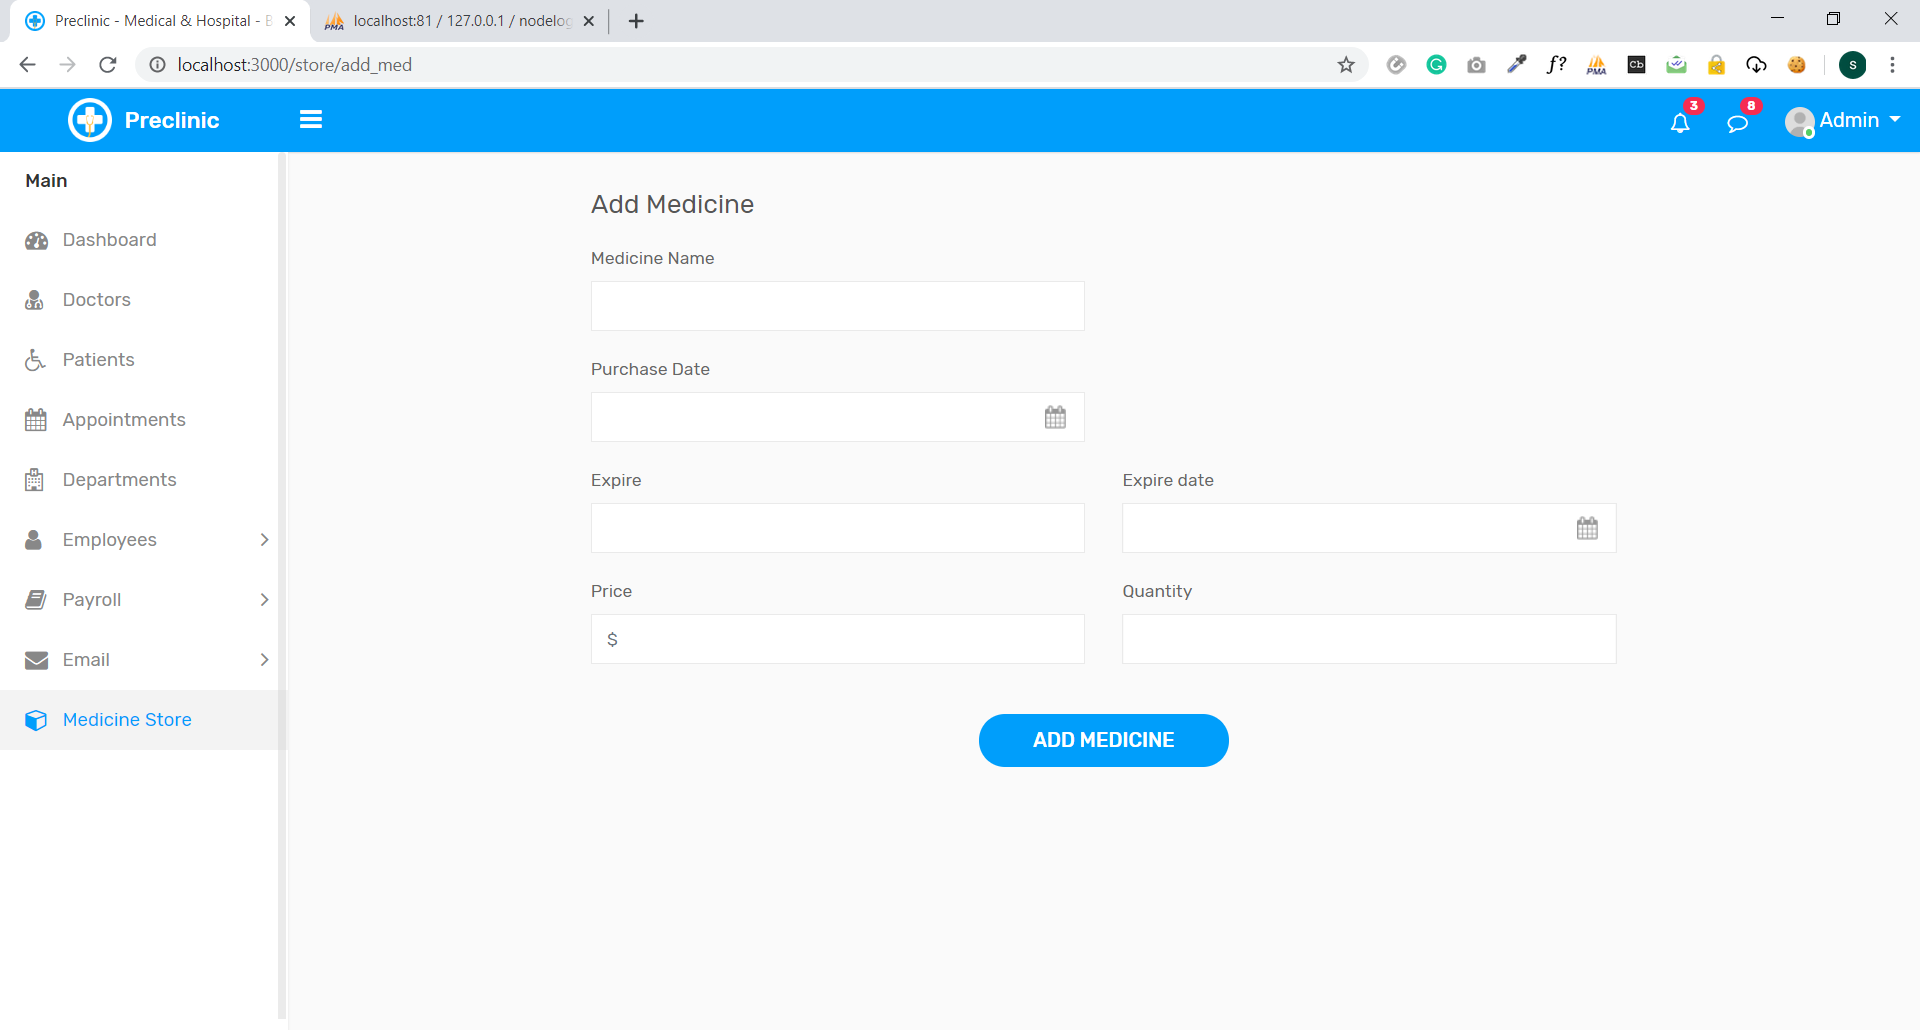 Preclinic - Medical & Hospital -
localhost:81 / 127.0.0.1 /
localhost:3000/store/add_med
f?
PMA
Cb
S
Preclinic
3
8
Admin
Main
Dashboard
Doctors
Patients
Appointments
Departments
Employees
Payroll
Email
Medicine Store
Add Medicine
Medicine Name
Purchase Date
Expire
Expire date
Price
Quantity
$
ADD MEDICINE